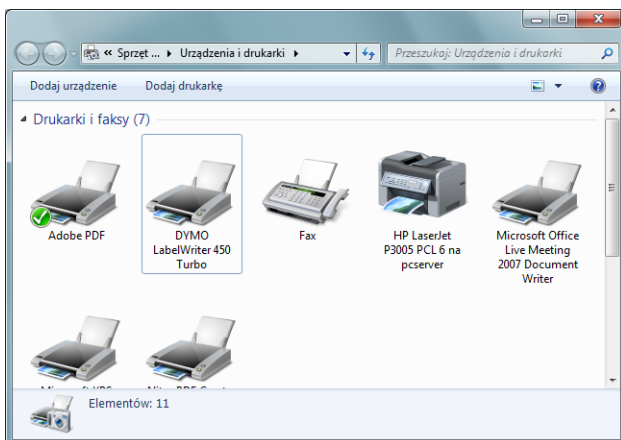 « Sprzęt ... ▸ Urządzenia i drukarki ▸
Przeszukaj: Urządzenia i drukarki
Dodaj urządzenie Dodaj drukarkę
Drukarki i faksy (7)
Adobe PDF
DYMO
LabelWriter 450
Turbo
Fax
HP LaserJet
P3005 PCL 6 na
pcserver
Microsoft Office
Live Meeting
2007 Document
Writer
Elementów: 11